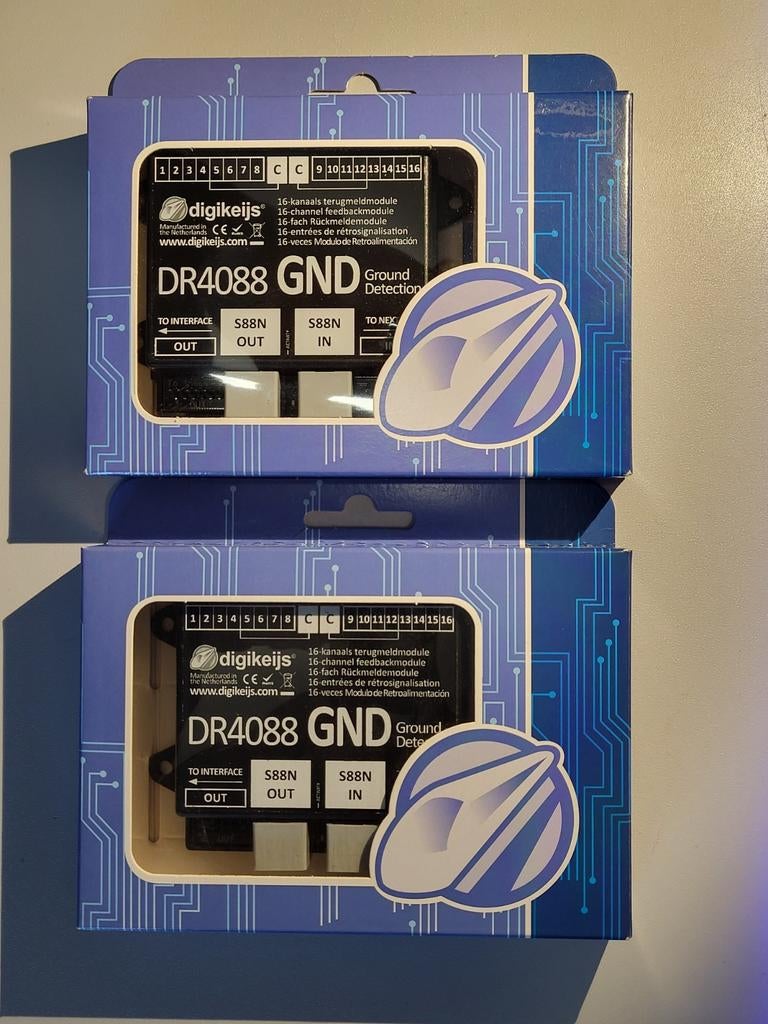 1 2 3 4 5 6 7 8 C C 9 10 11 12 13 14 15 16
digikeijs®
Manufactured in
the Netherlands
CE
www.digikeijs.com
16-kanaals terugmeldmodule
16-channel feedbackmodule
16-fach Rückmeldemodule
16-entrées de rétrosignalisation
16-veces Modulo de Retroalimentación
DR4088 GND Ground
Detection
TO INTERFACE
OUT
S88N
OUT
S88N
IN
1 2 3 4 5 6 7 8 C C 9 10 11 12 13 14 15 16
digikeijs®
Manufactured in
the Netherlands
CE
www.digikeijs.com
16-kanaals terugmeldmodule
16-channel feedbackmodule
16-fach Rückmeldemodule
16-entrées de rétrosignalisation
16-veces Modulo de Retroalimentación
DR4088 GND Ground
TO INTERFACE
OUT
S88N
OUT
S88N
IN
OUT